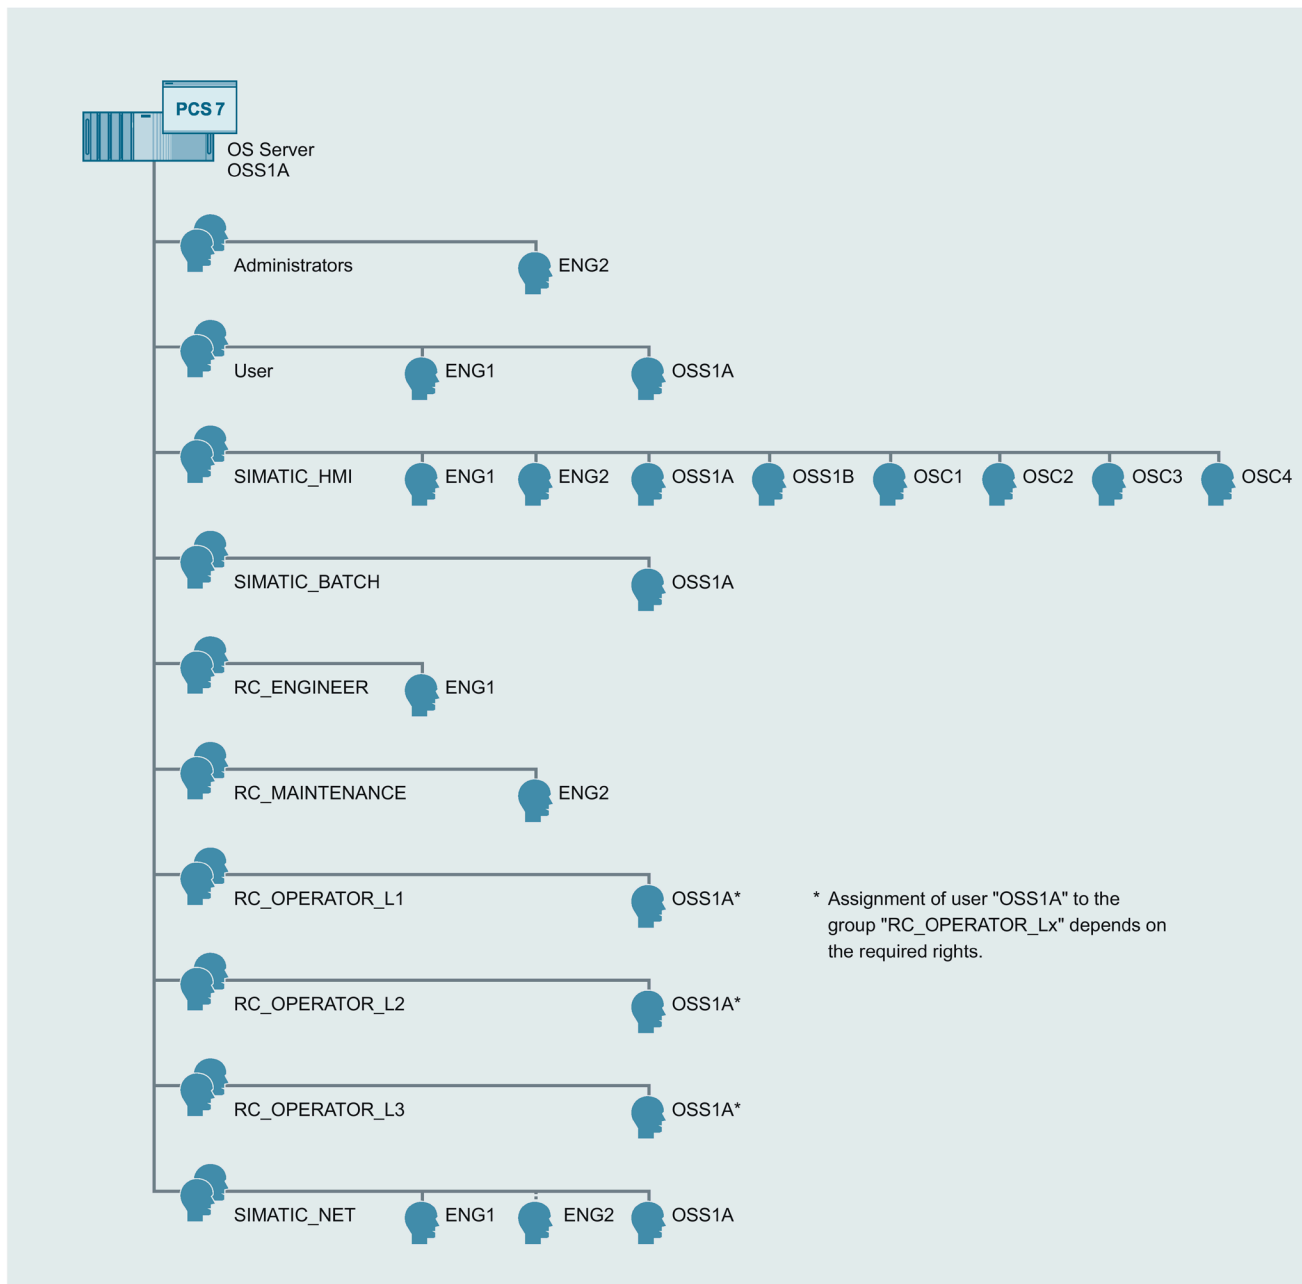 PCS 7
OS Server
OSS1A
Administrators
ENG2
User
ENG1
OSS1A
SIMATIC_HMI
ENG1
ENG2
OSS1A
OSS1B
OSC1
OSC2
OSC3
OSC4
SIMATIC_BATCH
OSS1A
RC_ENGINEER
ENG1
RC_MAINTENANCE
ENG2
RC_OPERATOR_L1
OSS1A*
* Assignment of user "OSS1A" to the
group "RC_OPERATOR_Lx" depends on
the required rights.
RC_OPERATOR_L2
OSS1A*
RC_OPERATOR_L3
OSS1A*
SIMATIC_NET
ENG1
ENG2
OSS1A